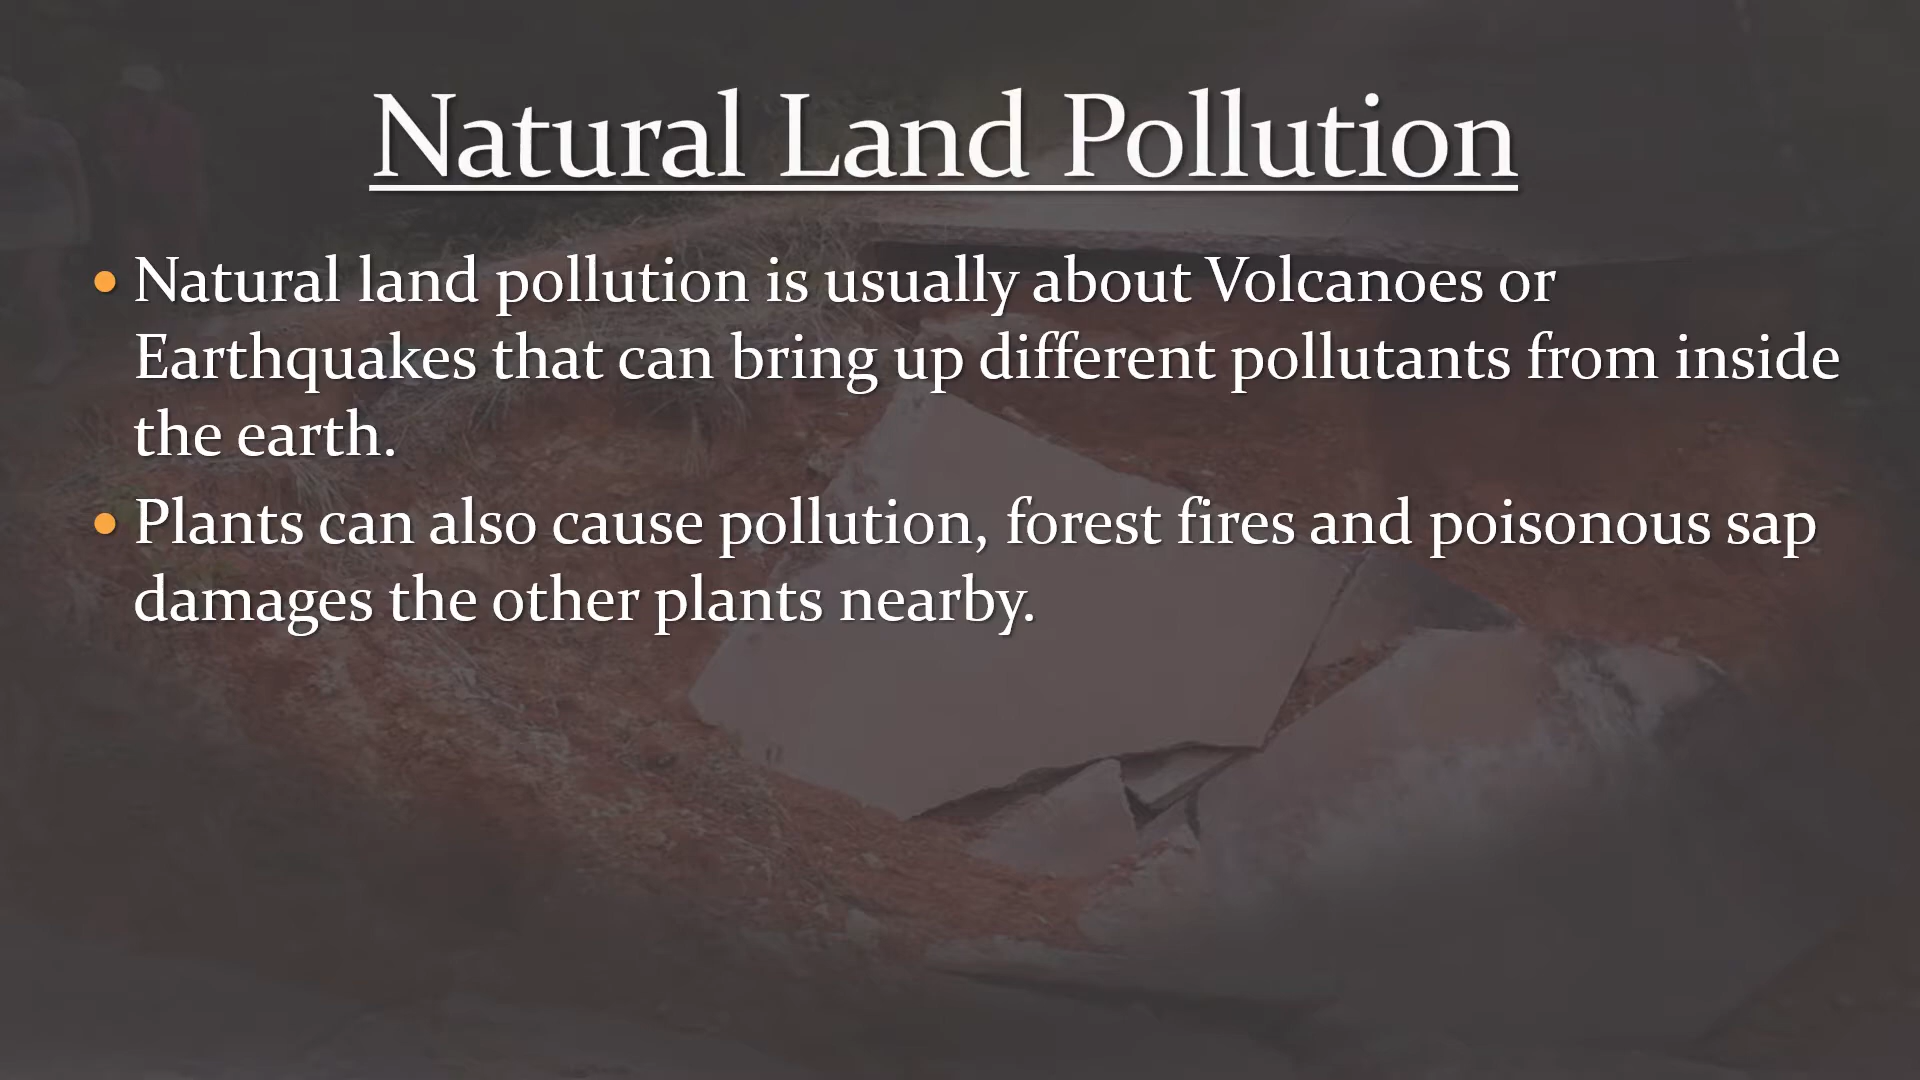 Natural Land Pollution
• Natural land pollution is usually about Volcanoes or
Earthquakes that can bring up different pollutants from inside
the earth.
• Plants can also cause pollution, forest fires and poisonous sap
damages the other plants nearby.